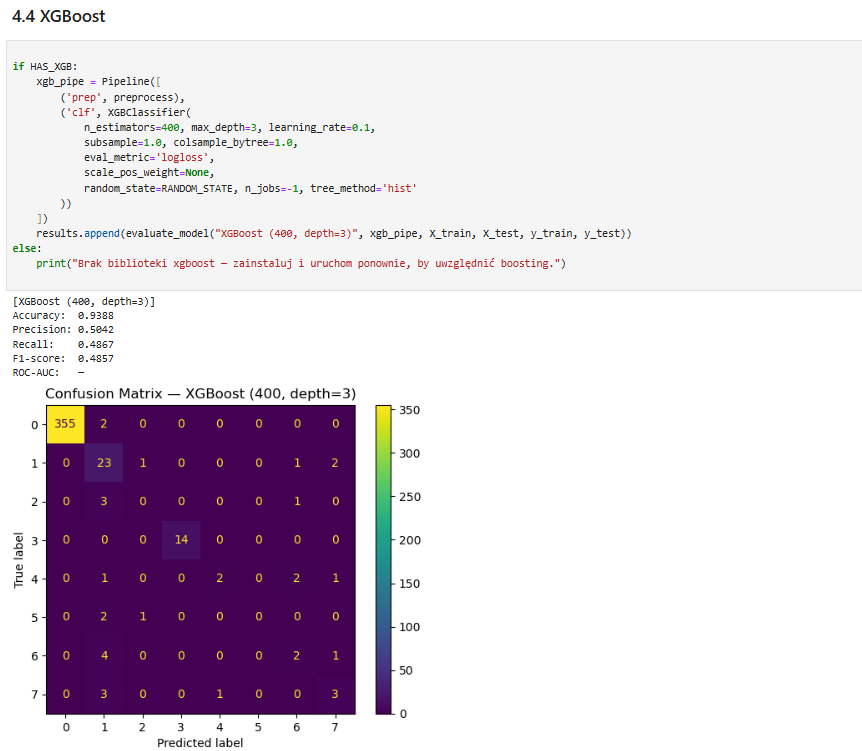 4.4 XGBoost
if HAS_XGB:
xgb_pipe = Pipeline([
('prep', preprocess),
('clf', XGBClassifier(
n_estimators=400, max_depth=3, learning_rate=0.1,
subsample=1.0, colsample_bytree=1.0,
eval_metric='logloss',
scale_pos_weight=None,
random_state=RANDOM_STATE, n_jobs=-1, tree_method='hist'
))
])
results.append(evaluate_model("XGBoost (400, depth=3)", xgb_pipe, X_train, X_test, y_train, y_test))
else:
print("Brak biblioteki xgboost — zainstaluj i uruchom ponownie, by uwzględnić boosting.")
[XGBoost (400, depth=3)]
Accuracy: 0.9388
Precision: 0.5042
Recall: 0.4867
F1-score: 0.4857
ROC-AUC: —
Confusion Matrix — XGBoost (400, depth=3)
0 355 2 0 0 0 0 0 0
1 0 23 1 0 0 0 1 2
2 0 3 0 0 0 0 1 0
3 0 0 0 14 0 0 0 0
4 0 1 0 0 2 0 2 1
5 0 2 1 0 0 0 0 0
6 0 4 0 0 0 0 2 1
7 0 3 0 0 1 0 0 3
0 1 2 3 4 5 6 7
Predicted label
True label
350
300
250
200
150
100
50
0